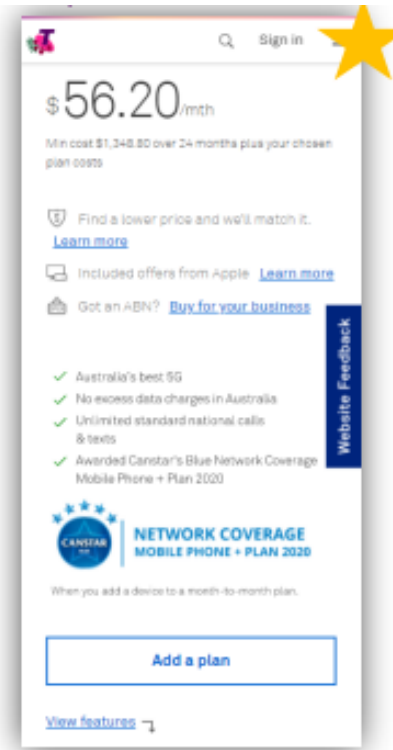 Sign in
$56.20/mth
Min cost $1,348.80 over 24 months plus your chosen
plan costs
Find a lower price and we'll match it.
Learn more
Included offers from Apple Learn more
Got an ABN? Buy for your business
Website Feedback
Australia's best 5G
No excess data charges in Australia
Unlimited standard national calls
& texts
Awarded Canstar's Blue Network Coverage
Mobile Phone + Plan 2020
CANSTAR
NETWORK COVERAGE
MOBILE PHONE + PLAN 2020
When you add a device to a month-to-month plan.
Add a plan
View features